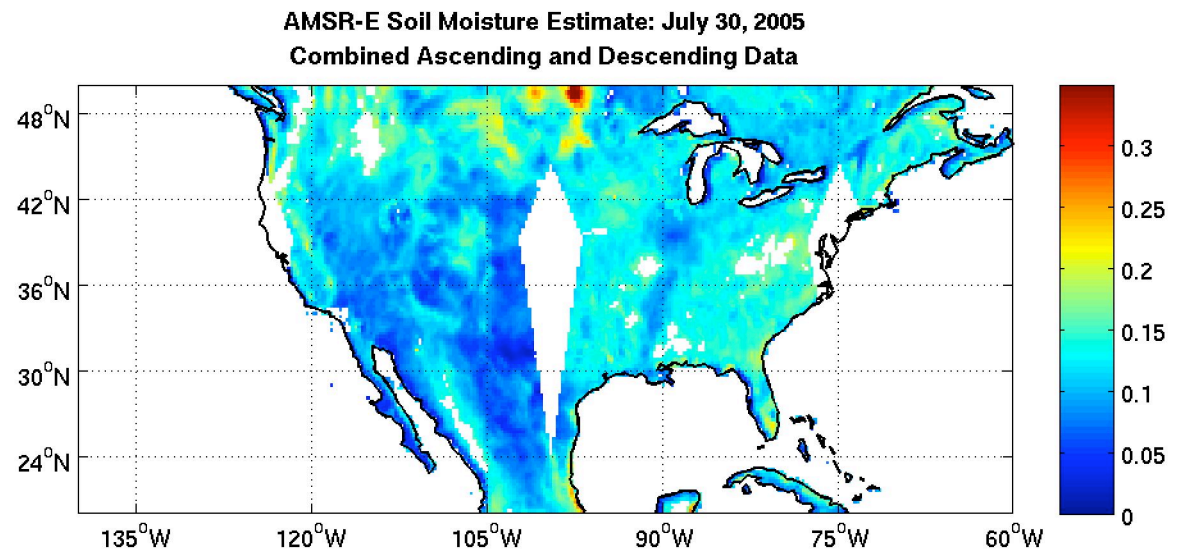 AMSR-E Soil Moisture Estimate: July 30, 2005
Combined Ascending and Descending Data
48°N
42°N
36°N
30°N
24°N
135°W
120°W
105°W
90°W
75°W
60°W
0.3
0.25
0.2
0.15
0.1
0.05
0